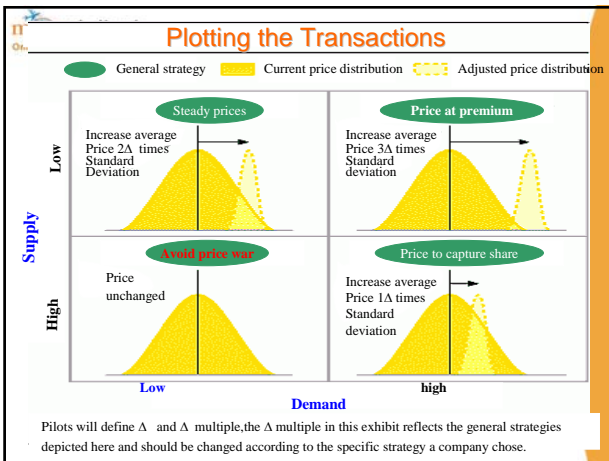 Plotting the Transactions
General strategy
Current price distribution
Adjusted price distribution
Steady prices
Increase average
Price 2Δ times
Standard
Deviation
Price at premium
Increase average
Price 3Δ times
Standard
deviation
Low
Supply
High
Avoid price war
Price
unchanged
Price to capture share
Increase average
Price 1Δ times
Standard
deviation
Low
high
Demand
Pilots will define Δ and Δ multiple,the Δ multiple in this exhibit reflects the general strategies
depicted here and should be changed according to the specific strategy a company chose.